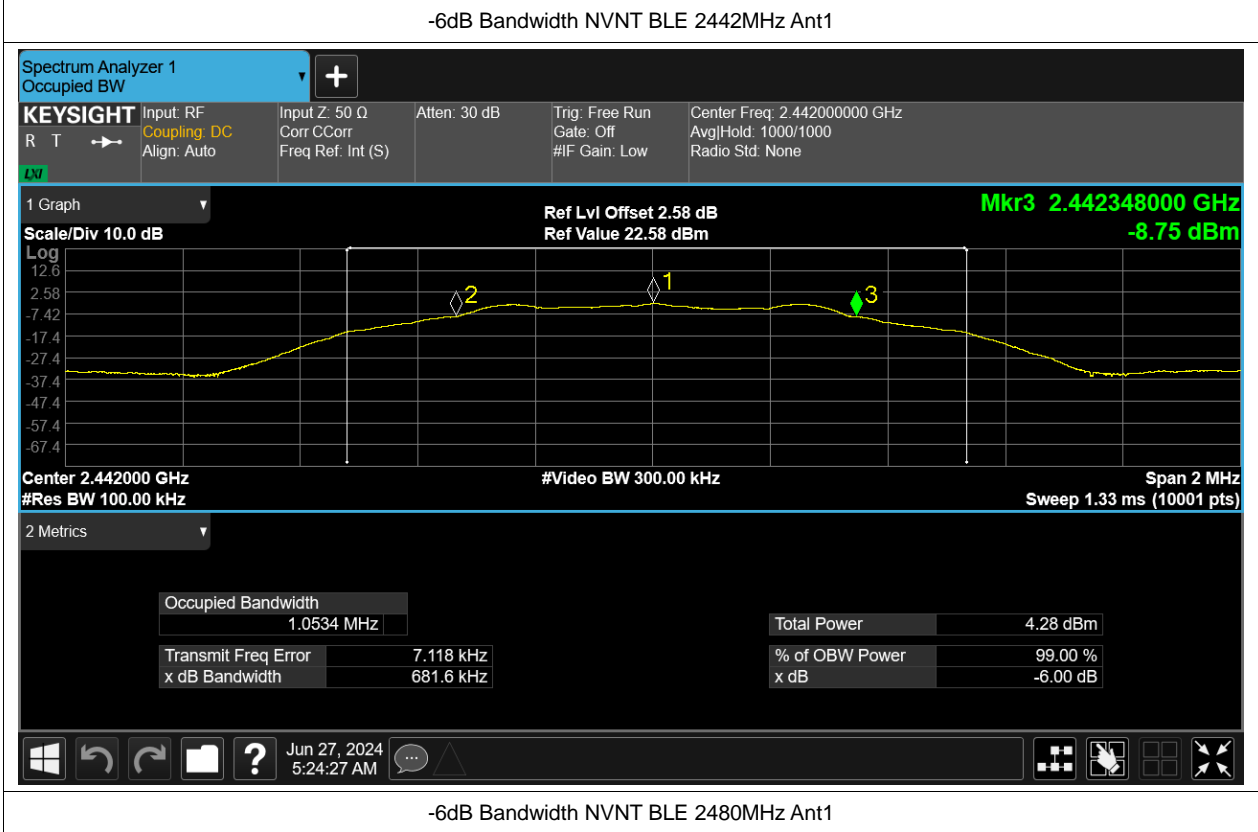 -6dB Bandwidth NVNT BLE 2442MHz Ant1
Spectrum Analyzer 1
Occupied BW
+
KEYSIGHT
R T
LXI
Input: RF
Coupling: DC
Align: Auto
Input Z: 50 Ω
Corr CCorr
Freq Ref: Int (S)
Atten: 30 dB
Trig: Free Run
Gate: Off
#IF Gain: Low
Center Freq: 2.442000000 GHz
Avg|Hold: 1000/1000
Radio Std: None
1 Graph
Scale/Div 10.0 dB
Ref Lvl Offset 2.58 dB
Ref Value 22.58 dBm
Mkr3 2.442348000 GHz
-8.75 dBm
Log
12.6
2.58
-7.42
-17.4
-27.4
-37.4
-47.4
-57.4
-67.4
2
1
3
Center 2.442000 GHz
#Res BW 100.00 kHz
#Video BW 300.00 kHz
Span 2 MHz
Sweep 1.33 ms (10001 pts)
2 Metrics
Occupied Bandwidth
1.0534 MHz
Transmit Freq Error 7.118 kHz
x dB Bandwidth 681.6 kHz
Total Power 4.28 dBm
% of OBW Power 99.00 %
x dB -6.00 dB
?
Jun 27, 2024
5:24:27 AM
-6dB Bandwidth NVNT BLE 2480MHz Ant1